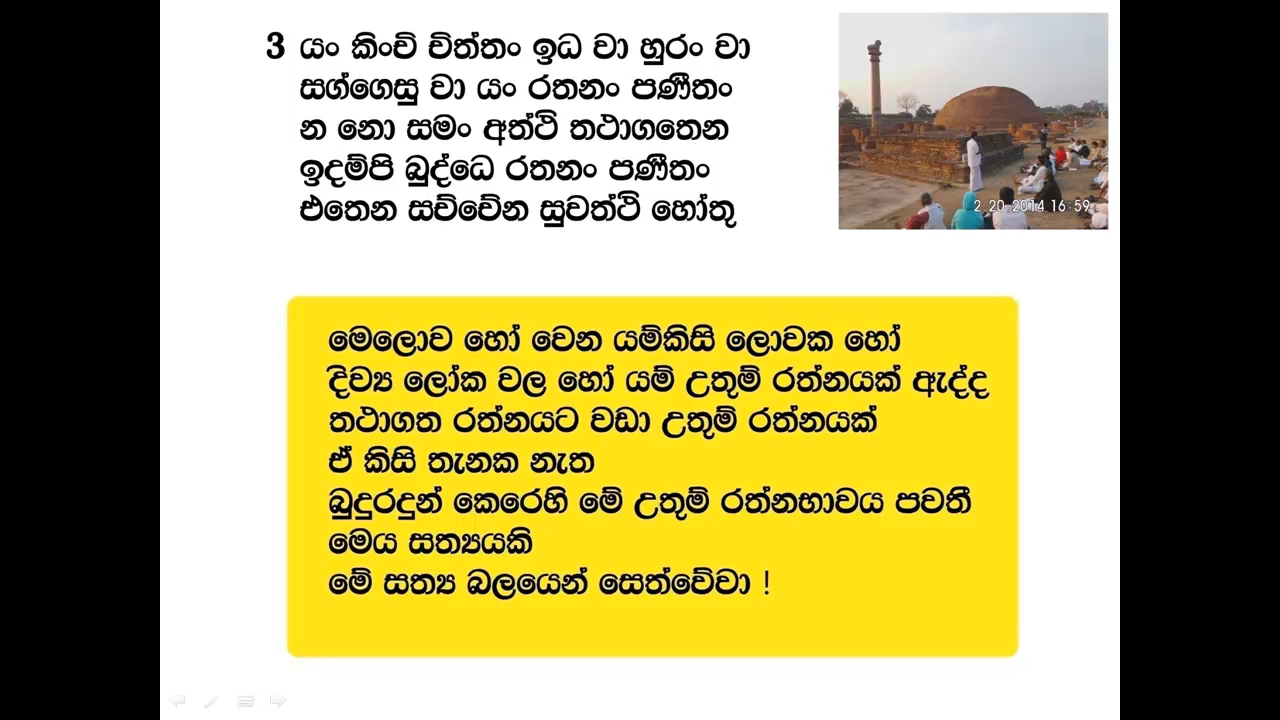 3 යං කිංචි චිත්තං ඉධ වා හුරං වා
සග්ගෙසු වා යං රතනං පණීතං
න නො සමං අත්ථි තථාගතෙන
ඉදම්පි බුද්ධෙ රතනං පණීතං
එතෙන සච්චේන සුවත්ථි හෝතු
2 20 2014 16:59
මෙලොව හෝ වෙන යම්කිසි ලොවක හෝ
දිව්‍ය ලෝක වල හෝ යම් උතුම් රත්නයක් ඇද්ද
තථාගත රත්නයට වඩා උතුම් රත්නයක්
ඒ කිසි තැනක නැත
බුදුරදුන් කෙරෙහි මේ උතුම් රත්නභාවය පවතී
මෙය සත්‍යයකි
මේ සත්‍ය බලයෙන් සෙත්වේවා !